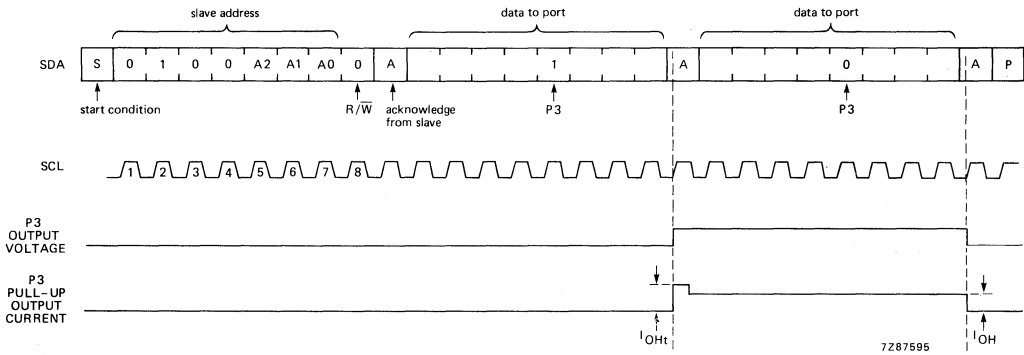 slave address
data to port
data to port
SDA
S 0 1 0 0 A2 A1 A0 0 A 1 A 0 A P
start condition
R/W
acknowledge
from slave
P3
P3
SCL
1 2 3 4 5 6 7 8
P3
OUTPUT
VOLTAGE
P3
PULL-UP
OUTPUT
CURRENT
IOHt
IOH
7Z87595